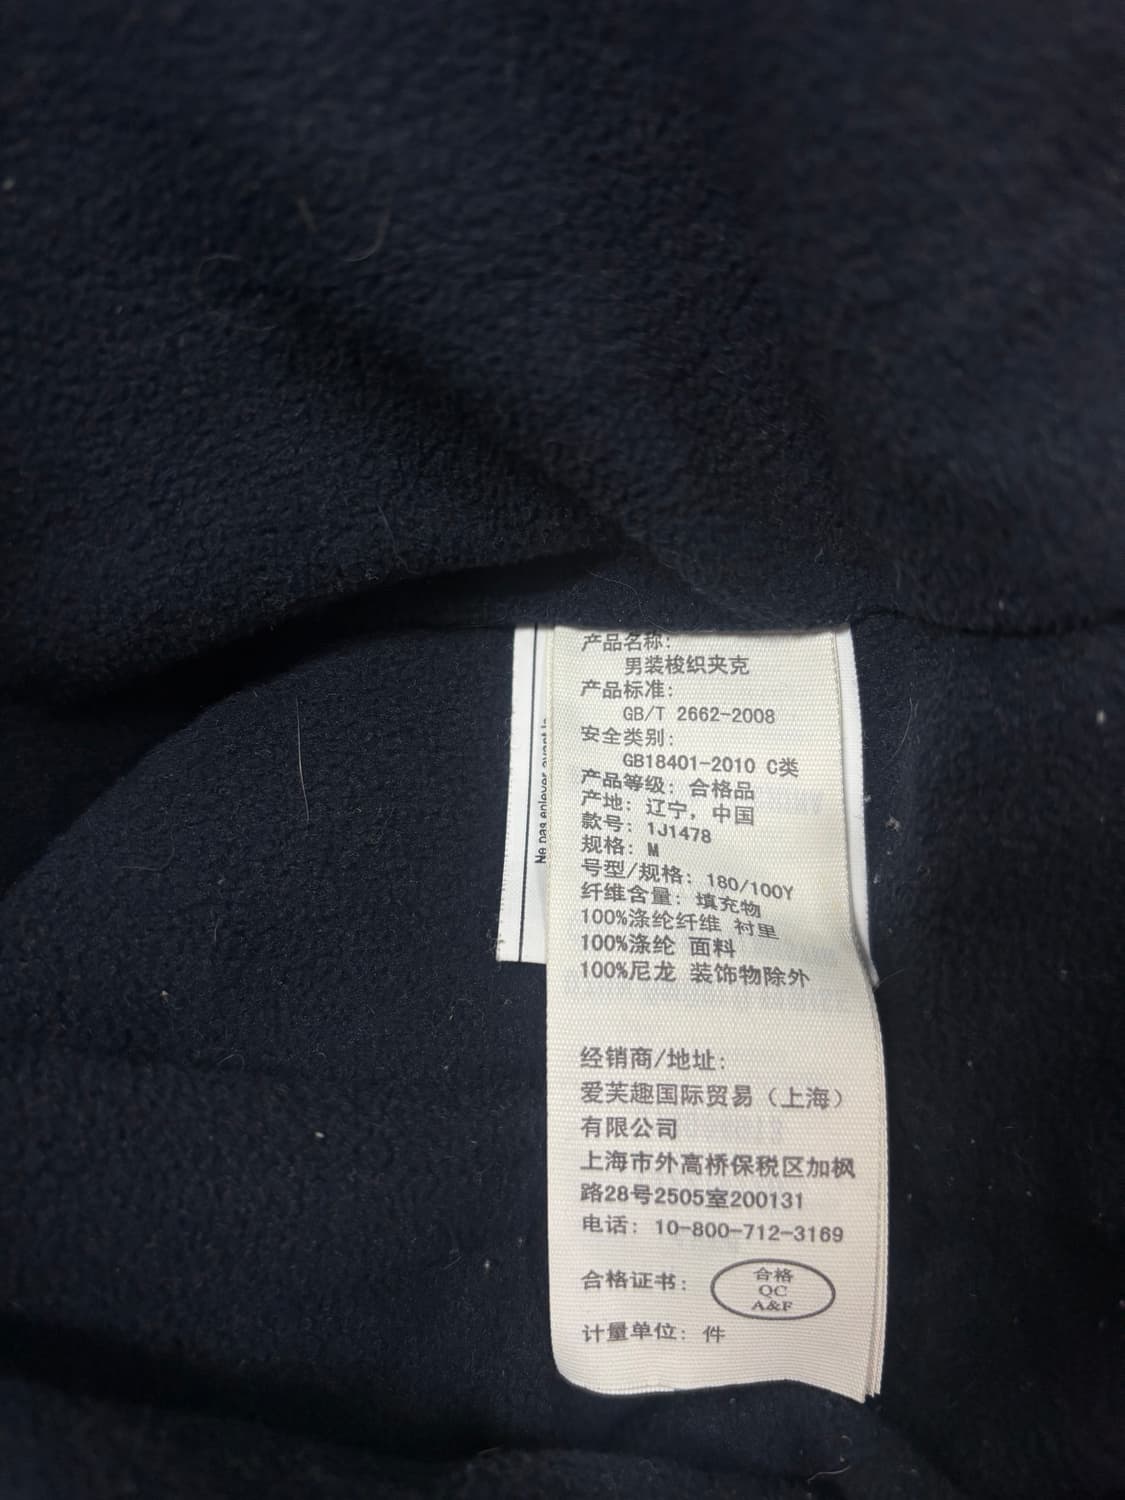 产品名称:
男装梭织夹克
产品标准:
GB/T 2662-2008
安全类别:
GB18401-2010 C类
产品等级: 合格品
产地: 辽宁, 中国
款号: 1J1478
规格: M
号型/规格: 180/100Y
纤维含量: 填充物
100%涤纶纤维 衬里
100%涤纶 面料
100%尼龙 装饰物除外
经销商/地址:
爱芙趣国际贸易（上海）
有限公司
上海市外高桥保税区加枫
路28号2505室200131
电话: 10-800-712-3169
合格证书: 合格
QC
A&F
计量单位: 件
Ne pas enlever avant la